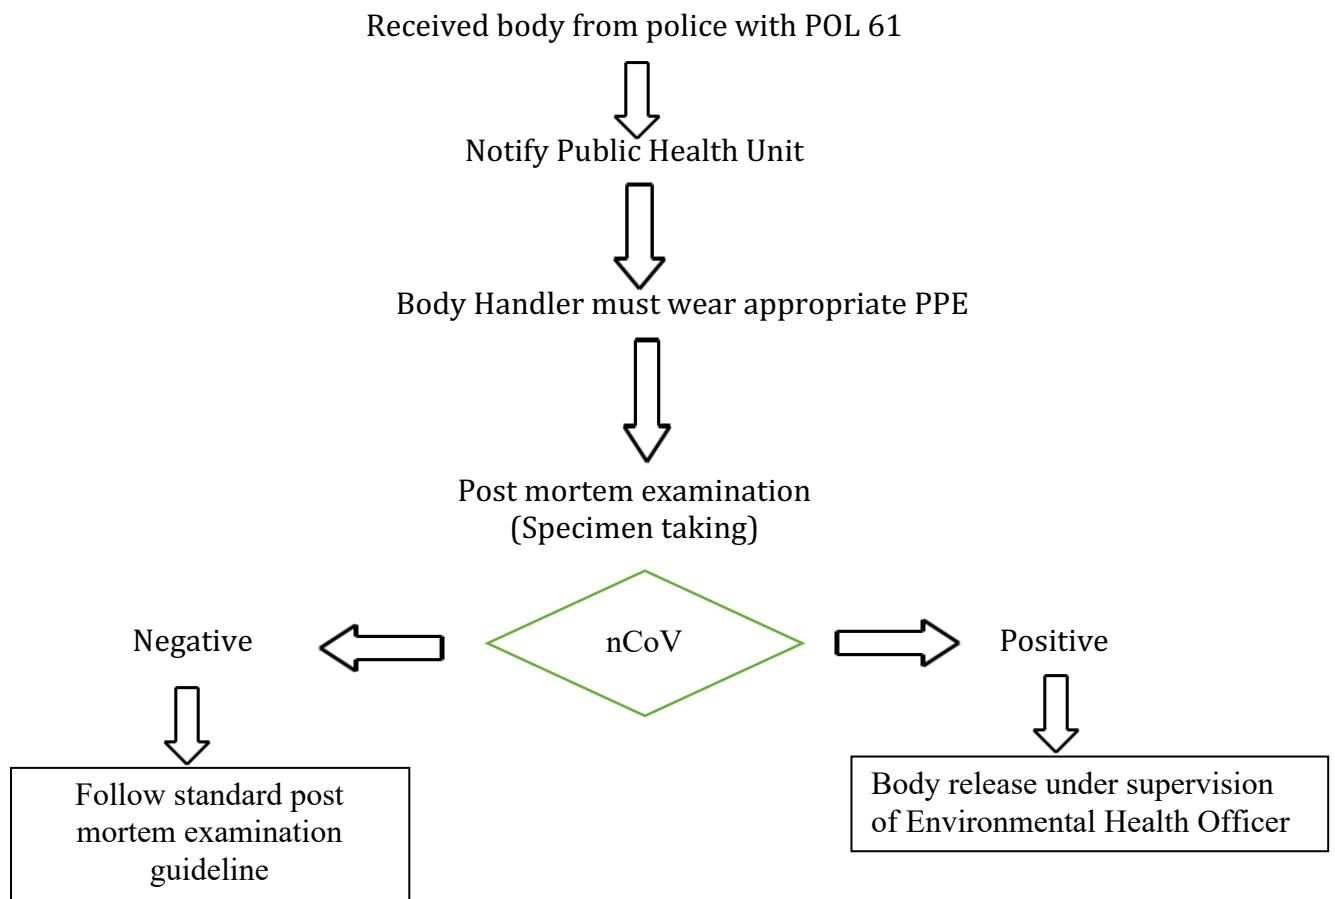 Received body from police with POL 61
Notify Public Health Unit
Body Handler must wear appropriate PPE
Post mortem examination
(Specimen taking)
Negative
nCoV
Positive
Follow standard post
mortem examination
guideline
Body release under supervision
of Environmental Health Officer